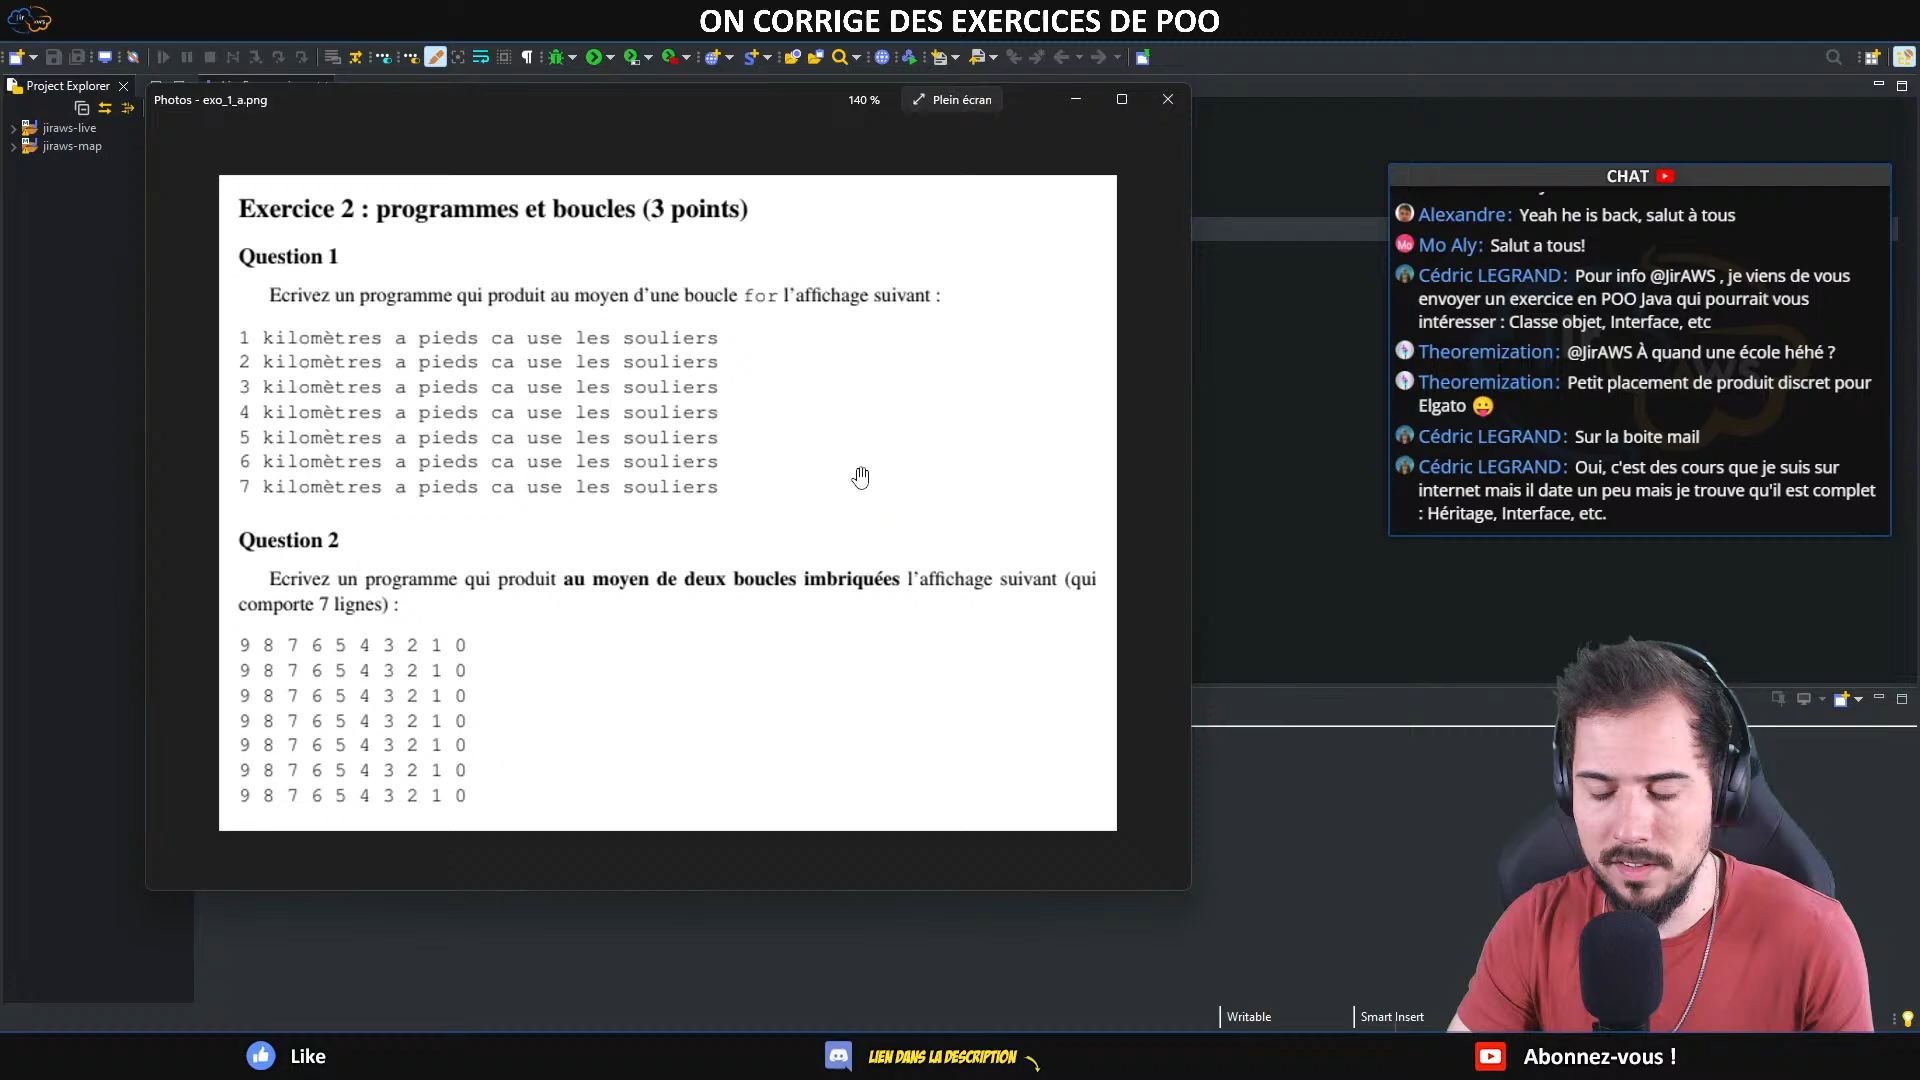 ON CORRIGE DES EXERCICES DE POO
Project Explorer
jiraws-live
jiraws-map
Photos - exo_1_a.png
140 %
Plein écran
Exercice 2 : programmes et boucles (3 points)
Question 1
Ecrivez un programme qui produit au moyen d'une boucle for l'affichage suivant :
1 kilomètres a pieds ca use les souliers
2 kilomètres a pieds ca use les souliers
3 kilomètres a pieds ca use les souliers
4 kilomètres a pieds ca use les souliers
5 kilomètres a pieds ca use les souliers
6 kilomètres a pieds ca use les souliers
7 kilomètres a pieds ca use les souliers
Question 2
Ecrivez un programme qui produit au moyen de deux boucles imbriquées l'affichage suivant (qui
comporte 7 lignes) :
9 8 7 6 5 4 3 2 1 0
9 8 7 6 5 4 3 2 1 0
9 8 7 6 5 4 3 2 1 0
9 8 7 6 5 4 3 2 1 0
9 8 7 6 5 4 3 2 1 0
9 8 7 6 5 4 3 2 1 0
9 8 7 6 5 4 3 2 1 0
CHAT
Alexandre: Yeah he is back, salut à tous
Mo Aly: Salut a tous!
Cédric LEGRAND: Pour info @JirAWS , je viens de vous
envoyer un exercice en POO Java qui pourrait vous
intéresser : Classe objet, Interface, etc
Theoremization: @JirAWS À quand une école héhé ?
Theoremization: Petit placement de produit discret pour
Elgato 😛
Cédric LEGRAND: Sur la boite mail
Cédric LEGRAND: Oui, c'est des cours que je suis sur
internet mais il date un peu mais je trouve qu'il est complet
: Héritage, Interface, etc.
Writable
Smart Insert
Like
LIEN DANS LA DESCRIPTION
Abonnez-vous !